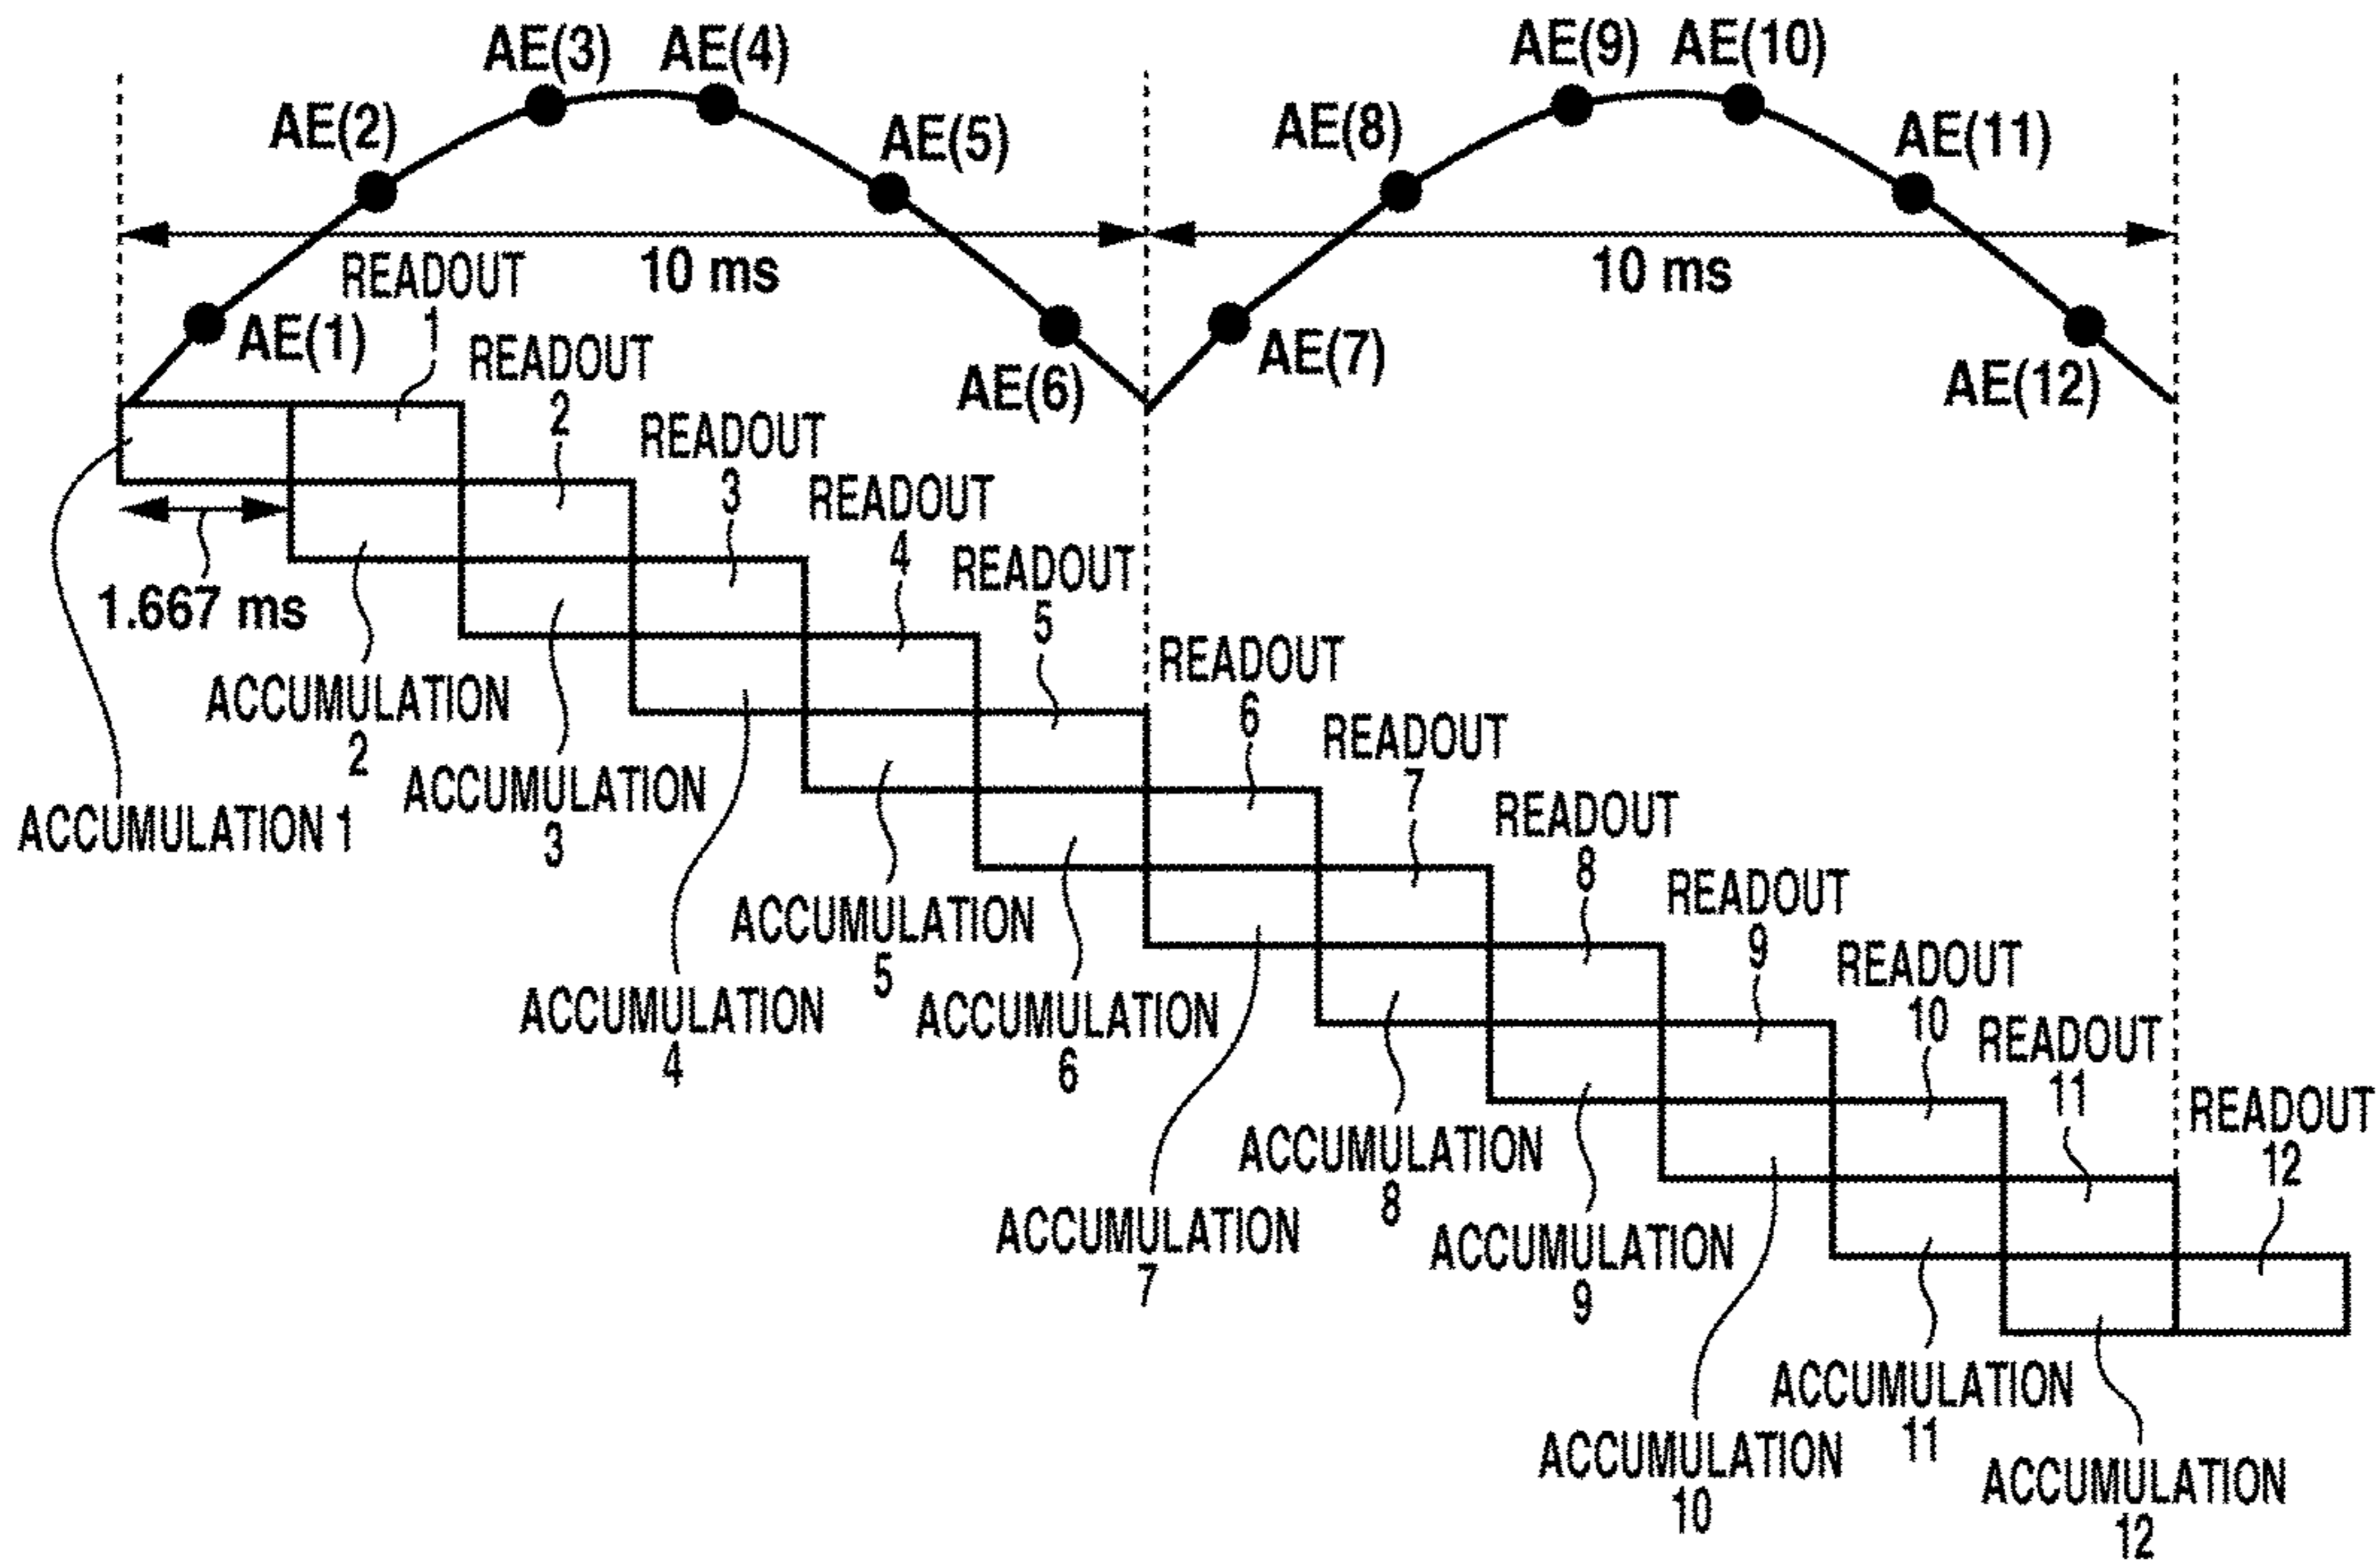 AE(3) AE(4)
AE(9) AE(10)
AE(2)
AE(5)
AE(8)
AE(11)
10 ms
10 ms
READOUT
1
AE(1)
READOUT
2
AE(6)
AE(7)
AE(12)
READOUT
3
READOUT
4
READOUT
5
1.667 ms
READOUT
6
ACCUMULATION
2
READOUT
7
ACCUMULATION
3
ACCUMULATION 1
READOUT
8
READOUT
9
ACCUMULATION
5
READOUT
10
ACCUMULATION
4
ACCUMULATION
6
READOUT
11
READOUT
12
ACCUMULATION
8
ACCUMULATION
7
ACCUMULATION
9
ACCUMULATION
11
ACCUMULATION
10
ACCUMULATION
12